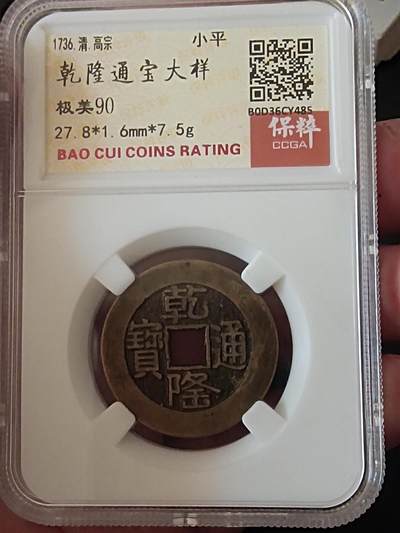 1736.清.高宗 小平
乾隆通宝大样
极美90
27.8*1.6mm*7.5g
BAO CUI COINS RATING
B0D36CY485
保粹
CCGA
乾隆通寶